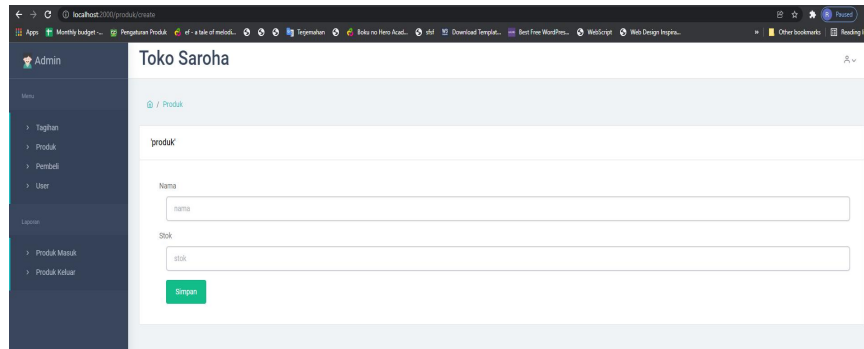 localhost:2000/produk/create
Paused
Apps Monthly budget -... Pengaturan Produk ef - a tale of melodi... Terjemahan Boku no Hero Acad... sfsf Download Templat... Best Free WordPres... WebScript Web Design Inspira... » Other bookmarks Reading li
Admin
Toko Saroha
Menu
/ Produk
> Tagihan
> Produk
> Pembeli
> User
'produk'
Nama
nama
Stok
stok
Simpan
Laporan
> Produk Masuk
> Produk Keluar